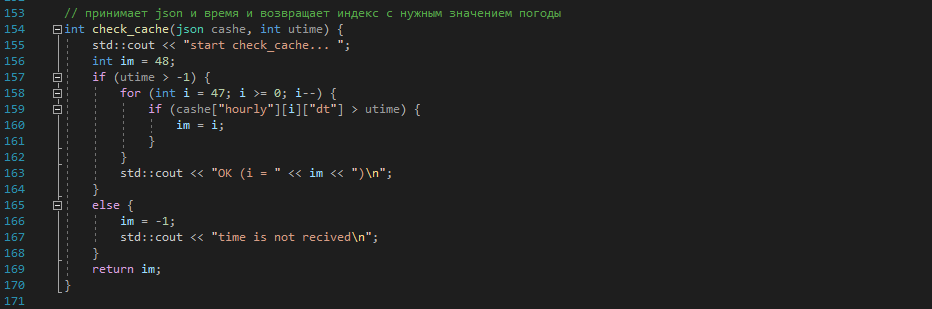 153 // принимает json и время и возвращает индекс с нужным значением погоды
154 int check_cache(json cashe, int utime) {
155 std::cout << "start check_cache... ";
156 int im = 48;
157 if (utime > -1) {
158 for (int i = 47; i >= 0; i--) {
159 if (cashe["hourly"][i]["dt"] > utime) {
160 im = i;
161 }
162 }
163 std::cout << "OK (i = " << im << ")\n";
164 }
165 else {
166 im = -1;
167 std::cout << "time is not recived\n";
168 }
169 return im;
170 }
171